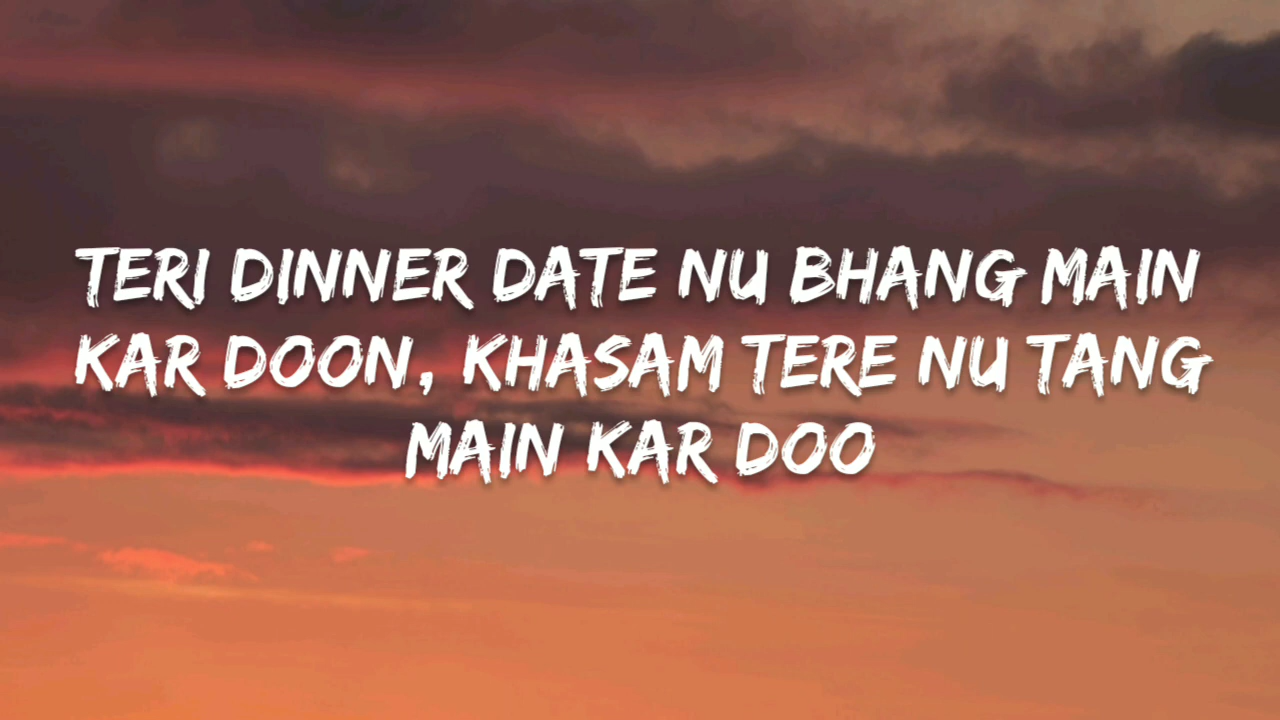 TERI DINNER DATE NU BHANG MAIN
KAR DOON, KHASAM TERE NU TANG
MAIN KAR DOO